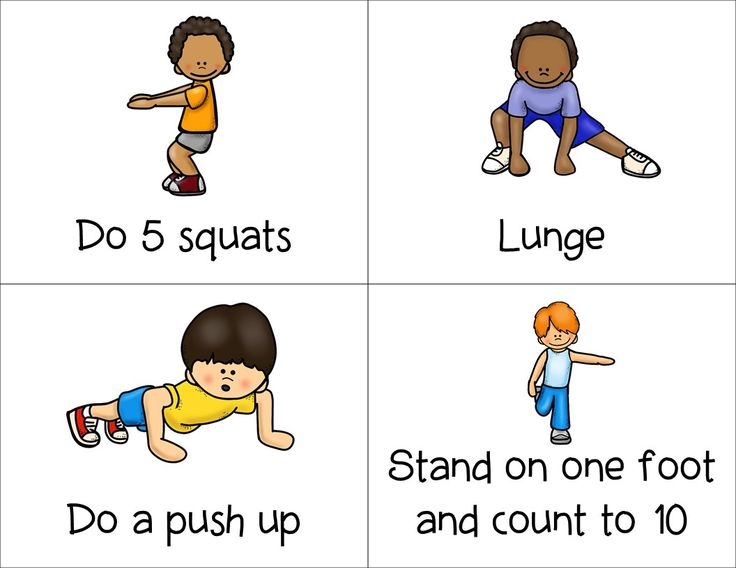 Do 5 squats
Lunge
Do a push up
Stand on one foot
and count to 10